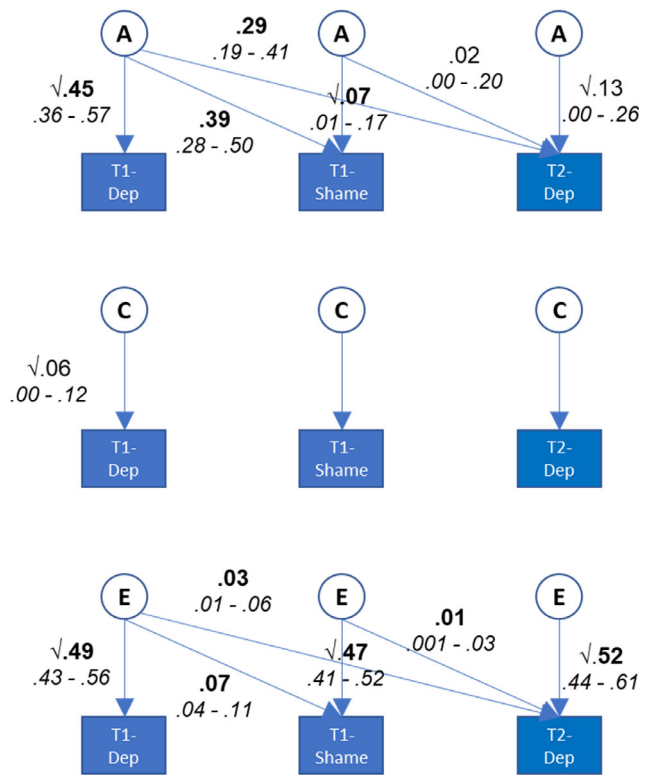 A
.29
.19 - .41
A
.02
.00 - .20
A
√.45
.36 - .57
.39
.28 - .50
√.07
.01 - .17
√.13
.00 - .26
T1-
Dep
T1-
Shame
T2-
Dep
C
C
C
√.06
.00 - .12
T1-
Dep
T1-
Shame
T2-
Dep
E
.03
.01 - .06
E
.01
.001 - .03
E
√.49
.43 - .56
.07
.04 - .11
√.47
.41 - .52
√.52
.44 - .61
T1-
Dep
T1-
Shame
T2-
Dep